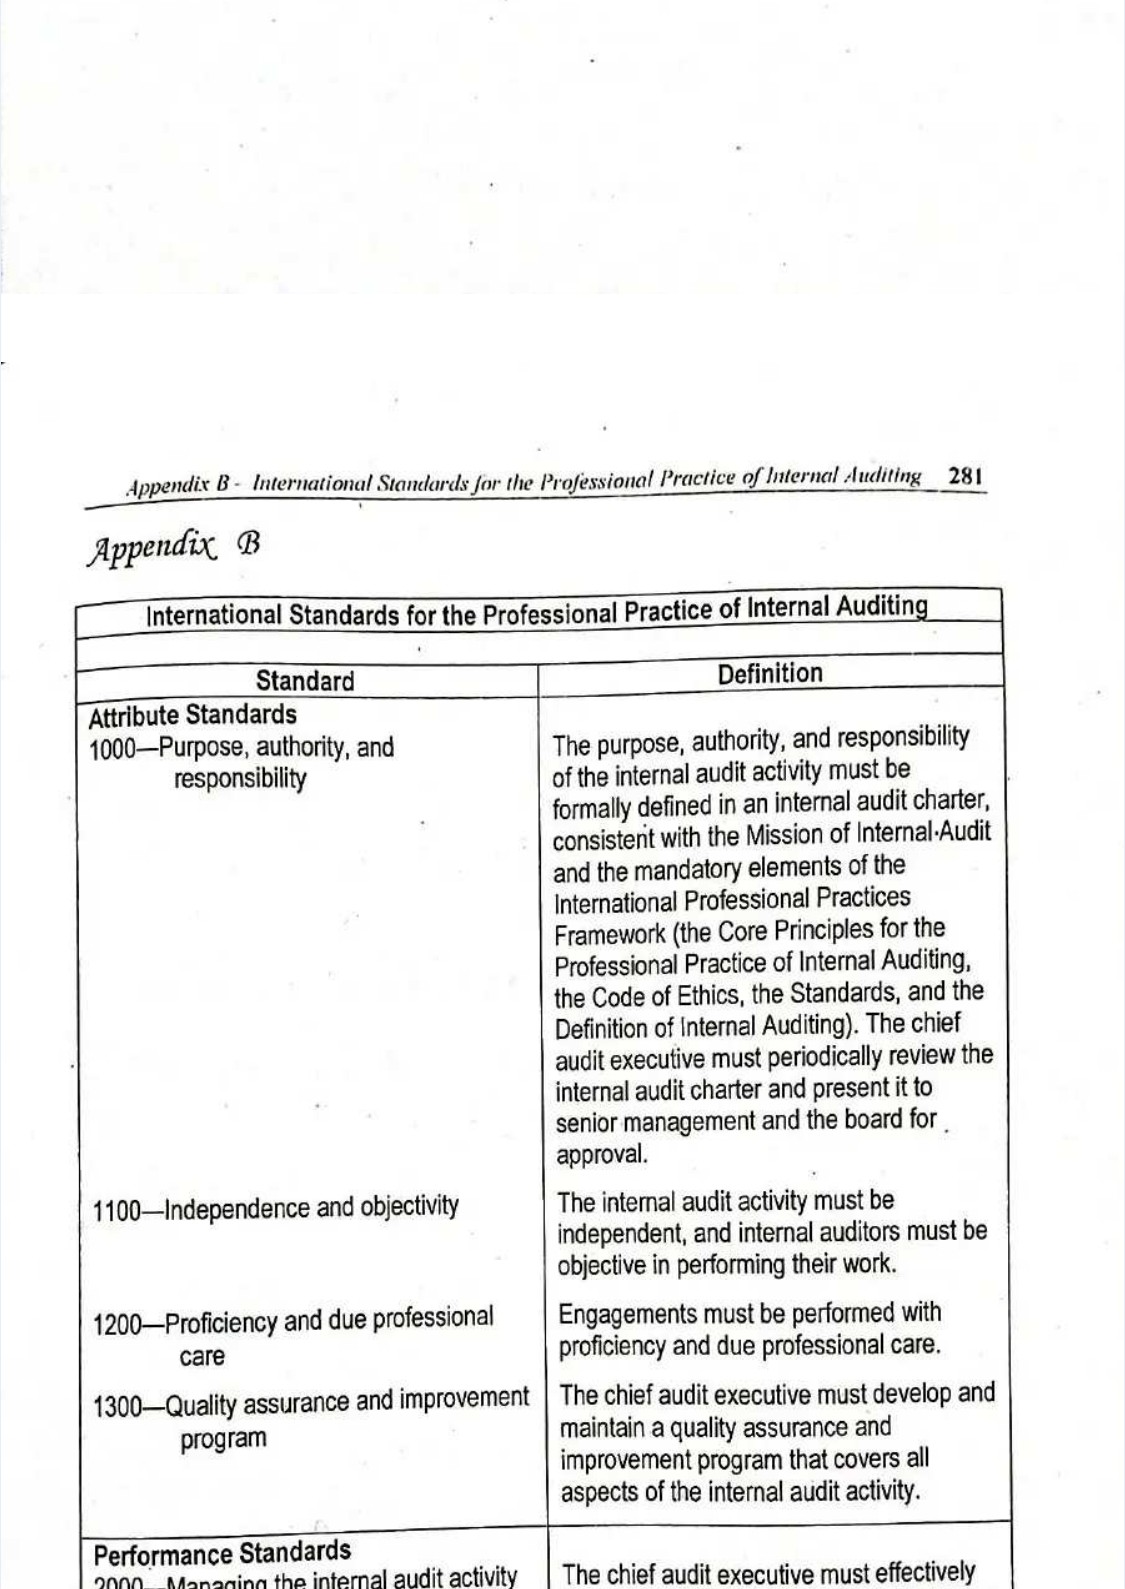 Appendix B - International Standards for the Professional Practice of Internal Auditing 281
Appendix B
International Standards for the Professional Practice of Internal Auditing
Standard
Definition
Attribute Standards
1000—Purpose, authority, and
responsibility
The purpose, authority, and responsibility
of the internal audit activity must be
formally defined in an internal audit charter,
consistent with the Mission of Internal Audit
and the mandatory elements of the
International Professional Practices
Framework (the Core Principles for the
Professional Practice of Internal Auditing,
the Code of Ethics, the Standards, and the
Definition of Internal Auditing). The chief
audit executive must periodically review the
internal audit charter and present it to
senior management and the board for
approval.
1100—Independence and objectivity
The internal audit activity must be
independent, and internal auditors must be
objective in performing their work.
1200—Proficiency and due professional
care
Engagements must be performed with
proficiency and due professional care.
1300—Quality assurance and improvement
program
The chief audit executive must develop and
maintain a quality assurance and
improvement program that covers all
aspects of the internal audit activity.
Performance Standards
2000—Managing the internal audit activity
The chief audit executive must effectively